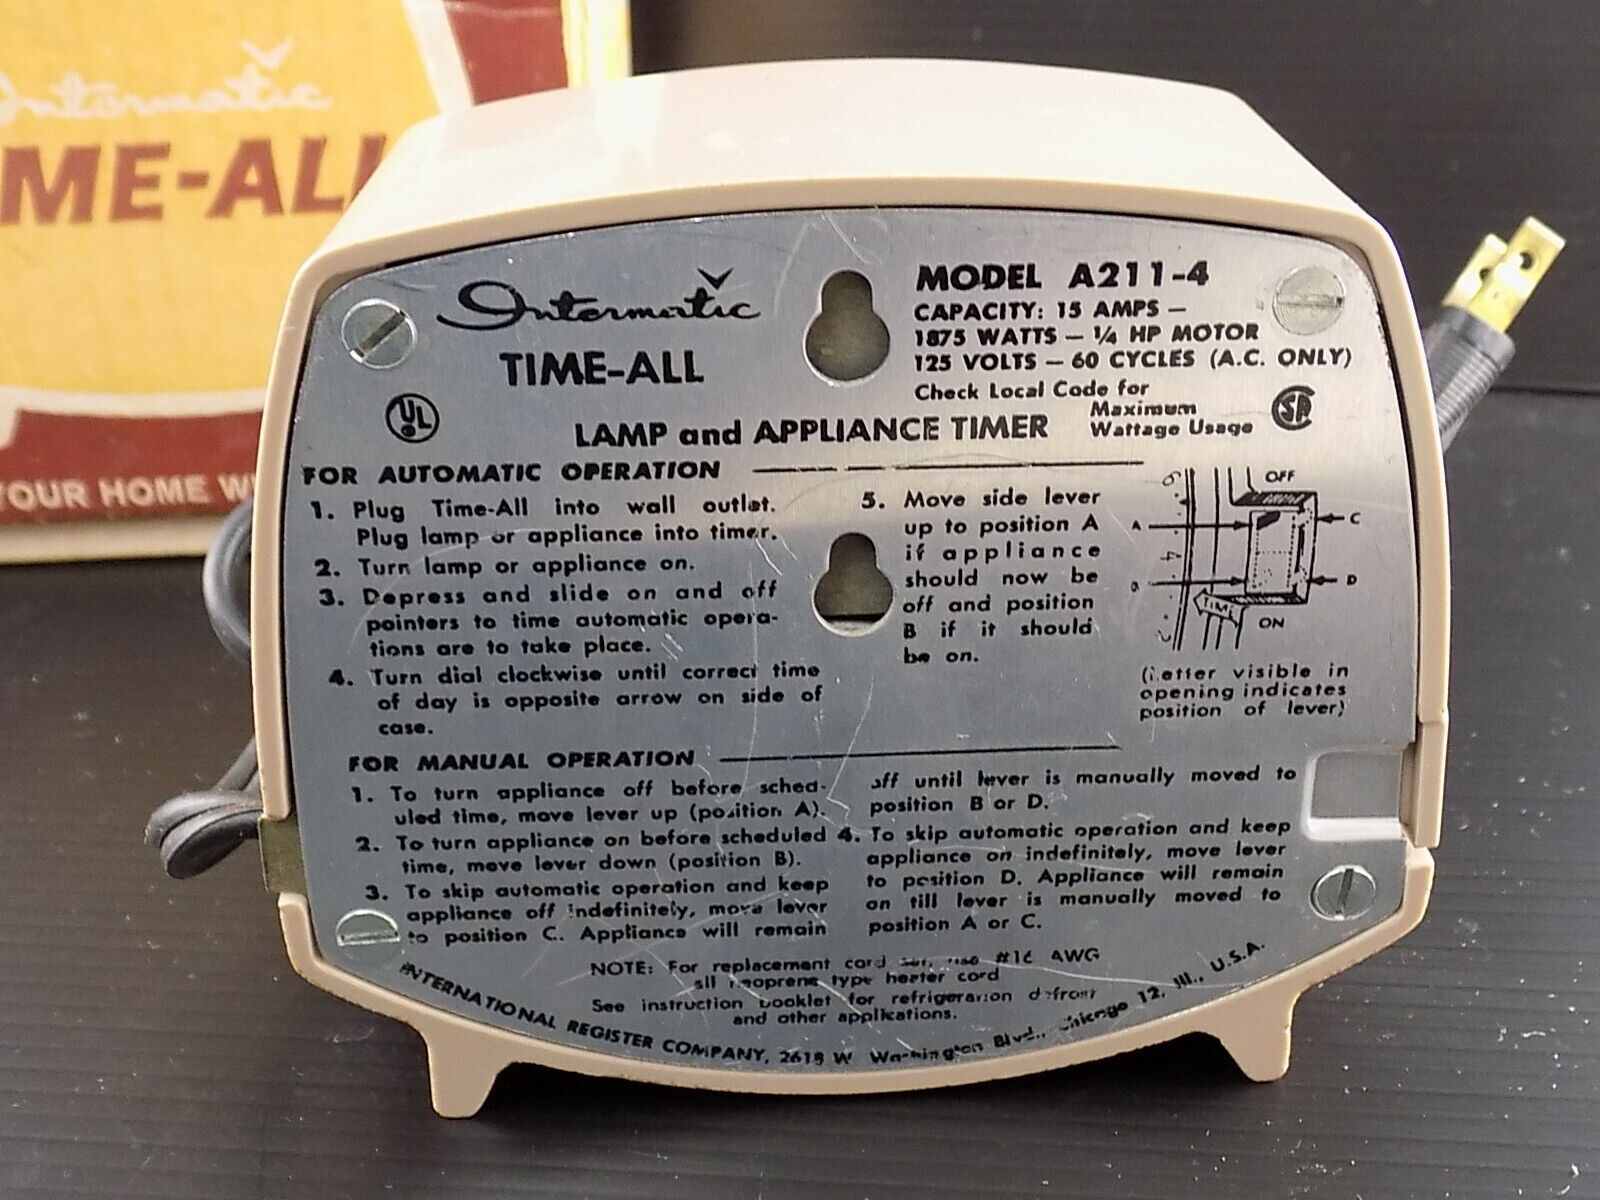 Intermatic
ME-ALL
YOUR HOME W
Intermatic
TIME-ALL
UL
MODEL A211-4
CAPACITY: 15 AMPS —
1875 WATTS — 1/4 HP MOTOR
125 VOLTS — 60 CYCLES (A.C. ONLY)
Check Local Code for
Maximum
Wattage Usage
LAMP and APPLIANCE TIMER
FOR AUTOMATIC OPERATION
1. Plug Time-All into wall outlet.
Plug lamp or appliance into timer.
2. Turn lamp or appliance on.
3. Depress and slide on and off
pointers to time automatic opera-
tions are to take place.
4. Turn dial clockwise until correct time
of day is opposite arrow on side of
case.
5. Move side lever
up to position A
if appliance
should now be
off and position
B if it should
be on.
OFF
6
A
C
4
D
TIME
ON
(Letter visible in
opening indicates
position of lever)
FOR MANUAL OPERATION
1. To turn appliance off before sched-
uled time, move lever up (position A).
2. To turn appliance on before scheduled
time, move lever down (position B).
3. To skip automatic operation and keep
appliance off indefinitely, move lever
to position C. Appliance will remain
off until lever is manually moved to
position B or D.
4. To skip automatic operation and keep
appliance on indefinitely, move lever
to position D. Appliance will remain
on till lever is manually moved to
position A or C.
NOTE: For replacement cord set, use #16 AWG
all neoprene type heater cord
See instruction booklet for refrigeration defrost
and other applications.
INTERNATIONAL REGISTER COMPANY, 2618 W. Washington Blvd., Chicago 12, Ill., U.S.A.